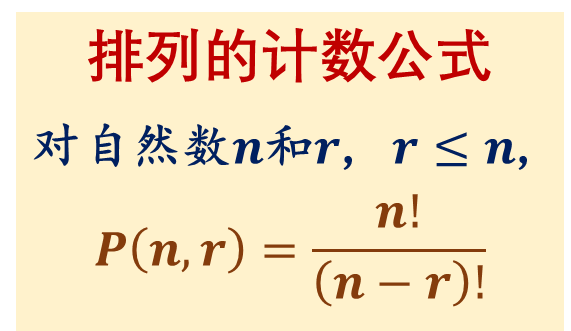 排列的计数公式
对自然数n和r, r ≤ n,
P(n, r) = n! / (n − r)!